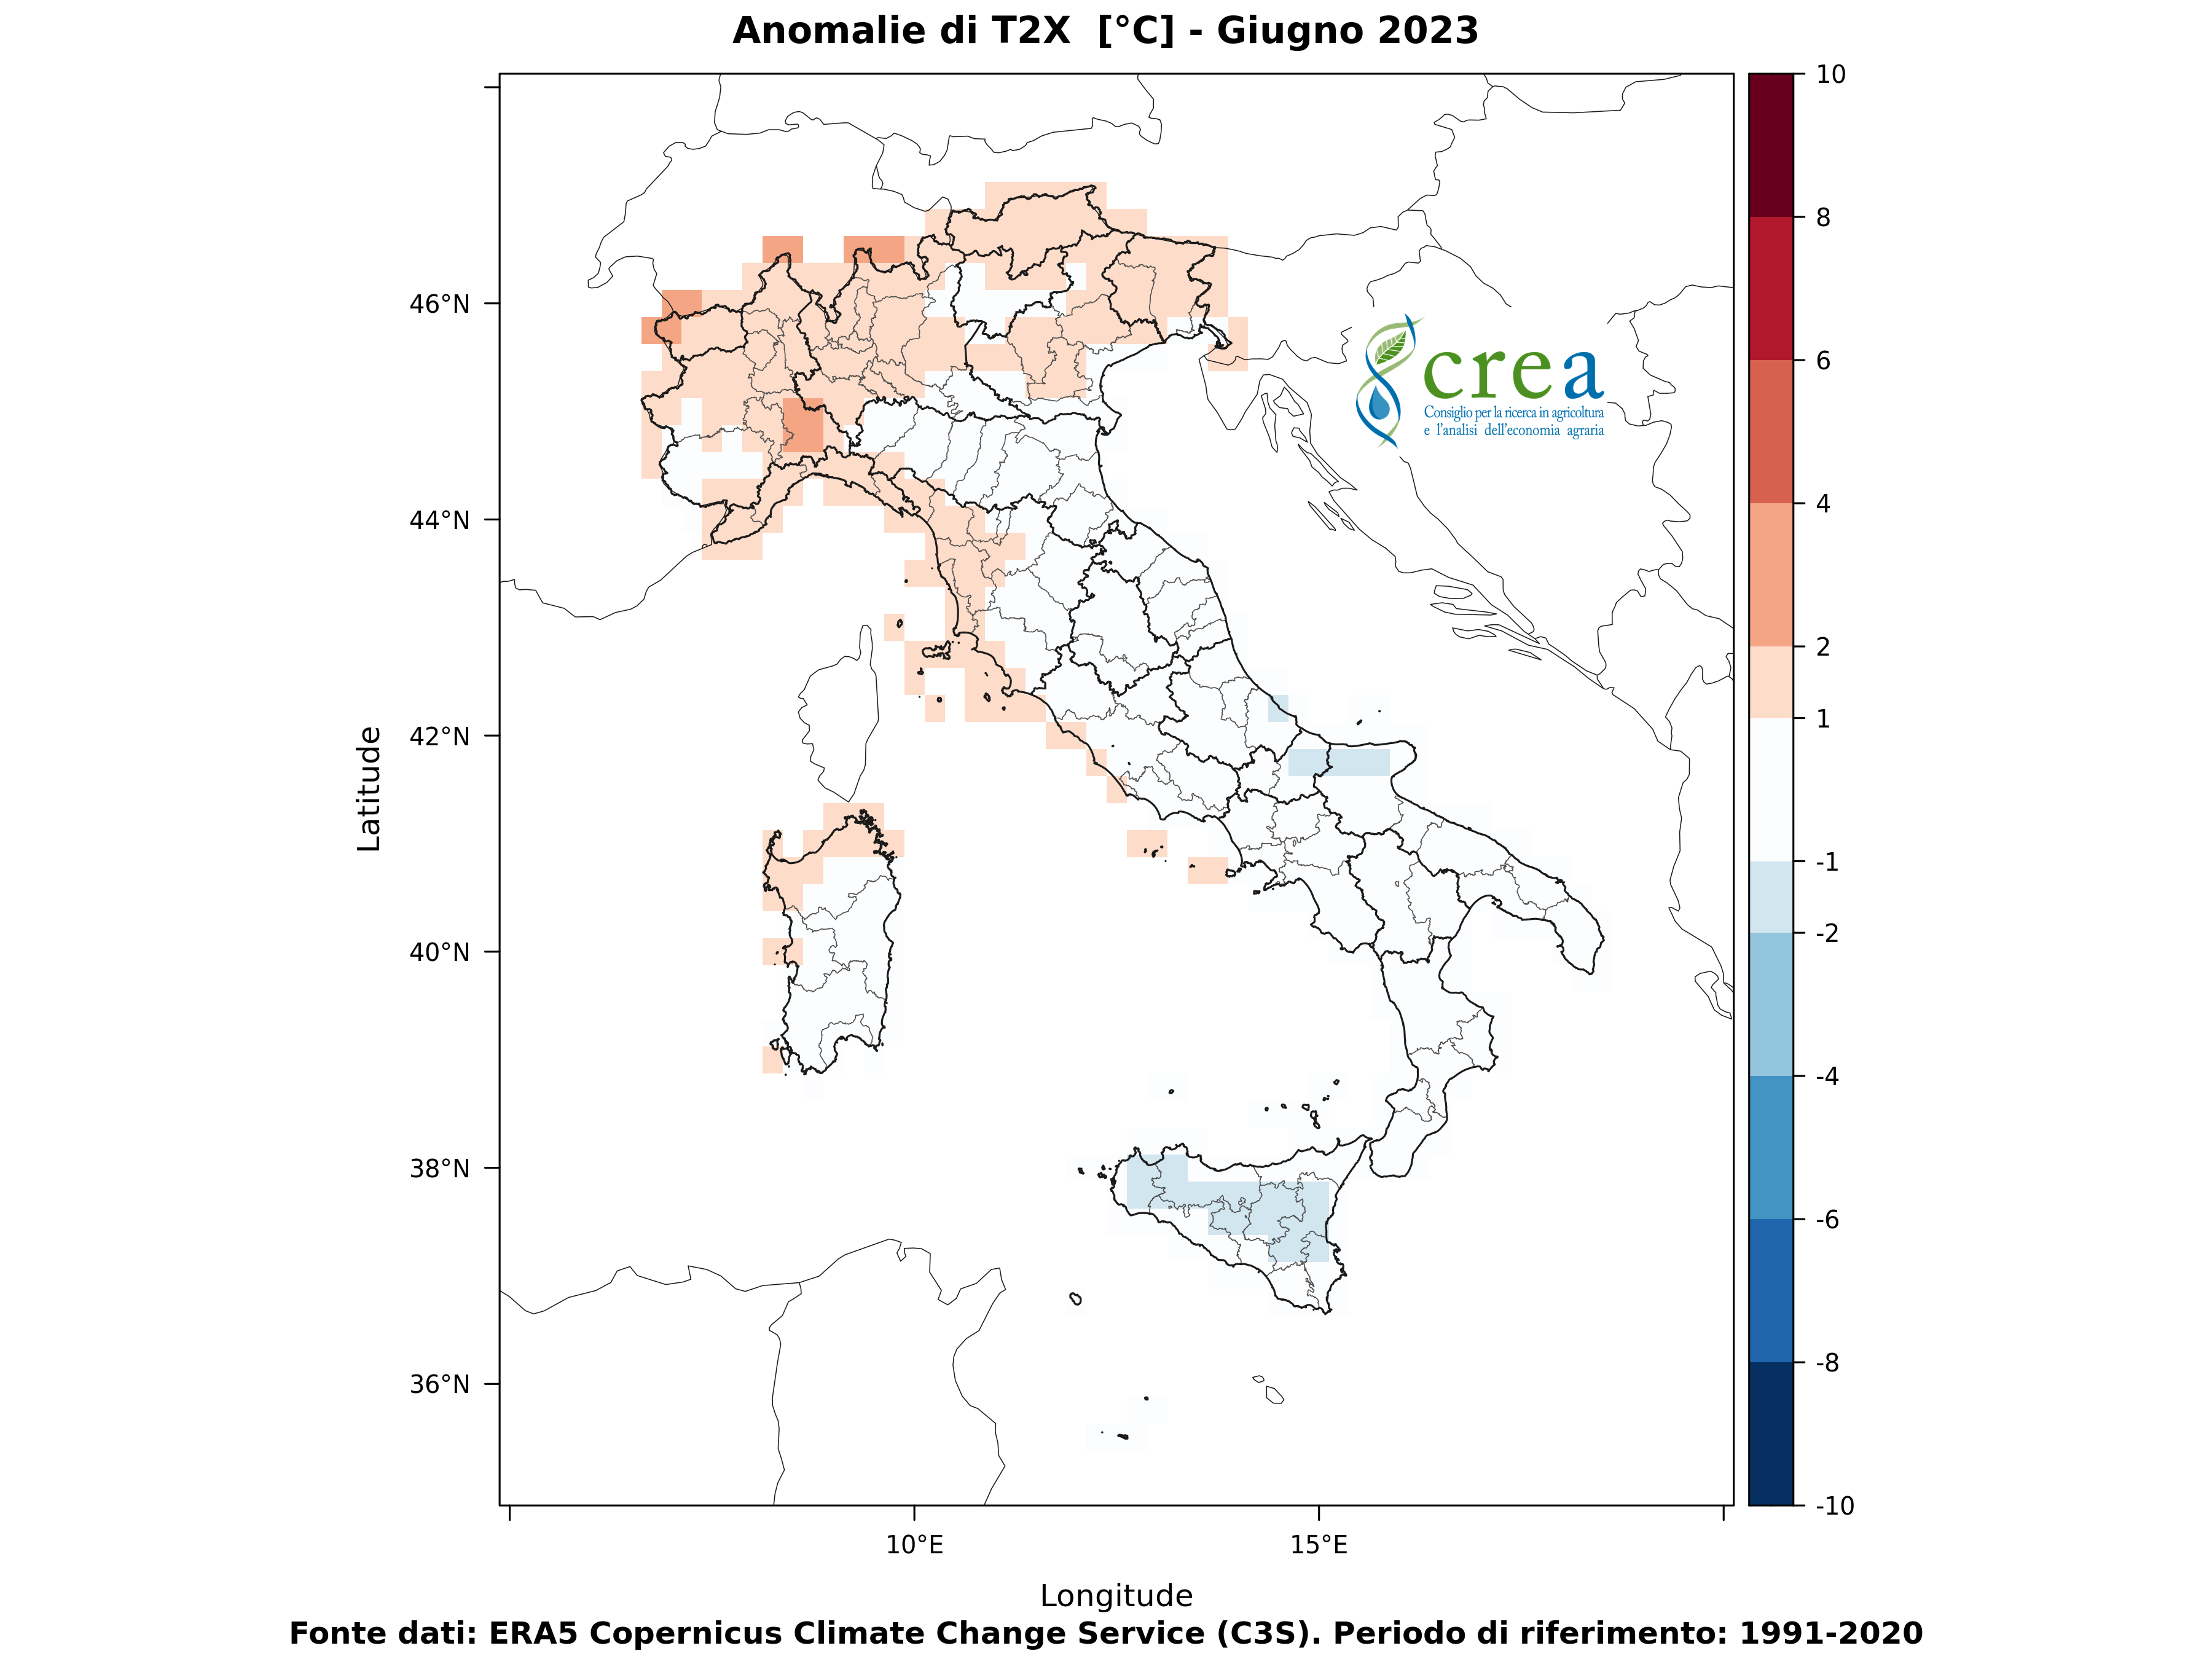 Anomalie di T2X  [°C] - Giugno 2023
10
8
6
4
2
1
-1
-2
-4
-6
-8
-10
46°N
44°N
42°N
40°N
38°N
36°N
Latitude
crea
Consiglio per la ricerca in agricoltura
e l'analisi dell'economia agraria
10°E
15°E
Longitude
Fonte dati: ERA5 Copernicus Climate Change Service (C3S). Periodo di riferimento: 1991-2020